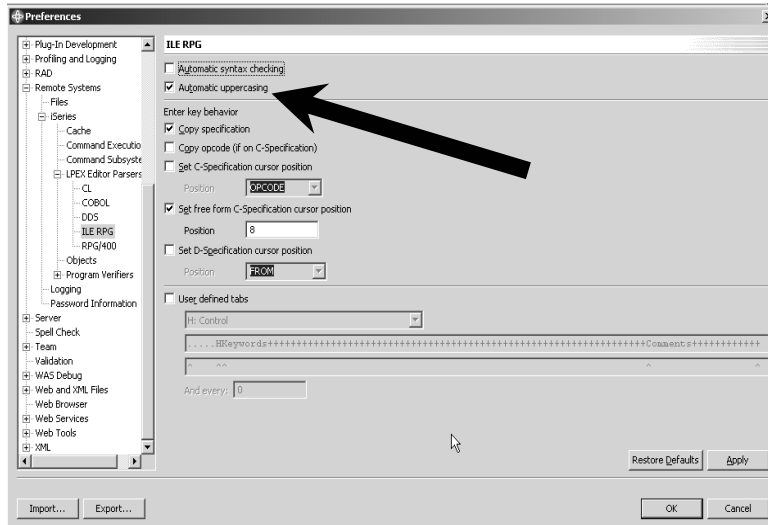 Preferences
Plug-In Development
Profiling and Logging
RAD
Remote Systems
Files
iSeries
Cache
Command Executio
Command Subsyste
LPEX Editor Parsers
CL
COBOL
DDS
ILE RPG
RPG/400
Objects
Program Verifiers
Logging
Password Information
Server
Spell Check
Team
Validation
WAS Debug
Web and XML Files
Web Browser
Web Services
Web Tools
XML
ILE RPG
Automatic syntax checking
Automatic uppercasing
Enter key behavior
Copy specification
Copy opcode (if on C-Specification)
Set C-Specification cursor position
Position OPCODE
Set free form C-Specification cursor position
Position 8
Set D-Specification cursor position
Position FROM
User defined tabs
H: Control
.....HKeywords++++++++++++++++++++++++++++++++++++++++++++++++++++++++++++++Comments++++++++++++
^ ^^ ^ ^
And every: 0
Restore Defaults Apply
Import... Export... OK Cancel